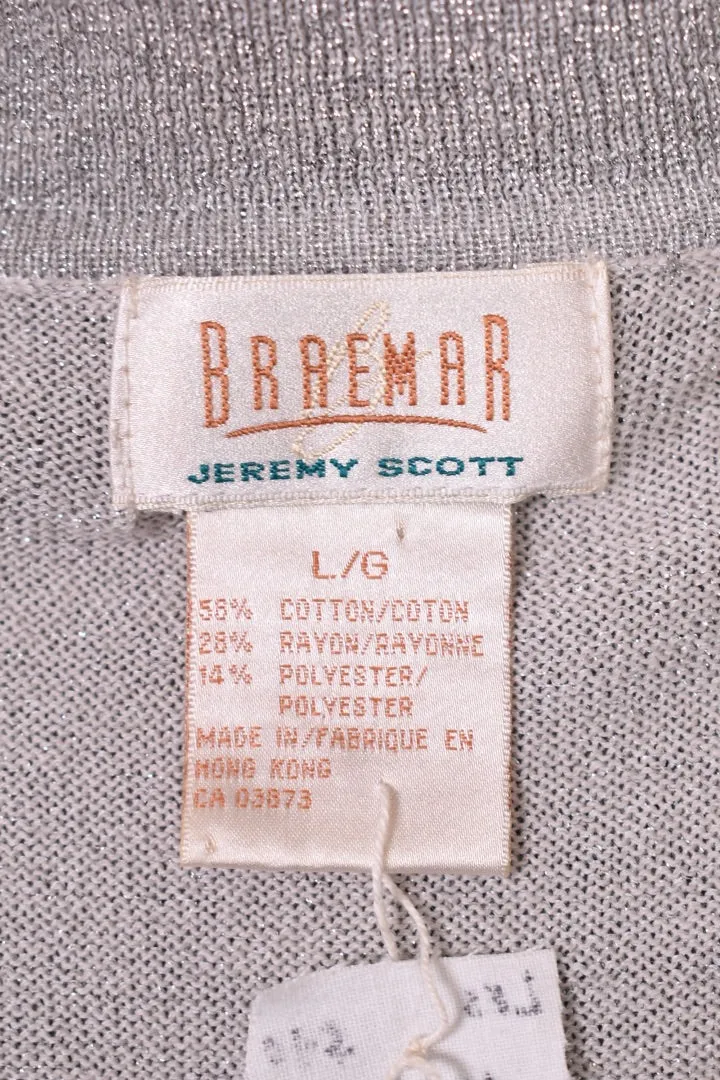 BRAEMAR
JEREMY SCOTT
L/G
58% COTTON/COTON
28% RAYON/RAYONNE
14% POLYESTER/
POLYESTER
MADE IN/FABRIQUE EN
HONG KONG
CA 03873